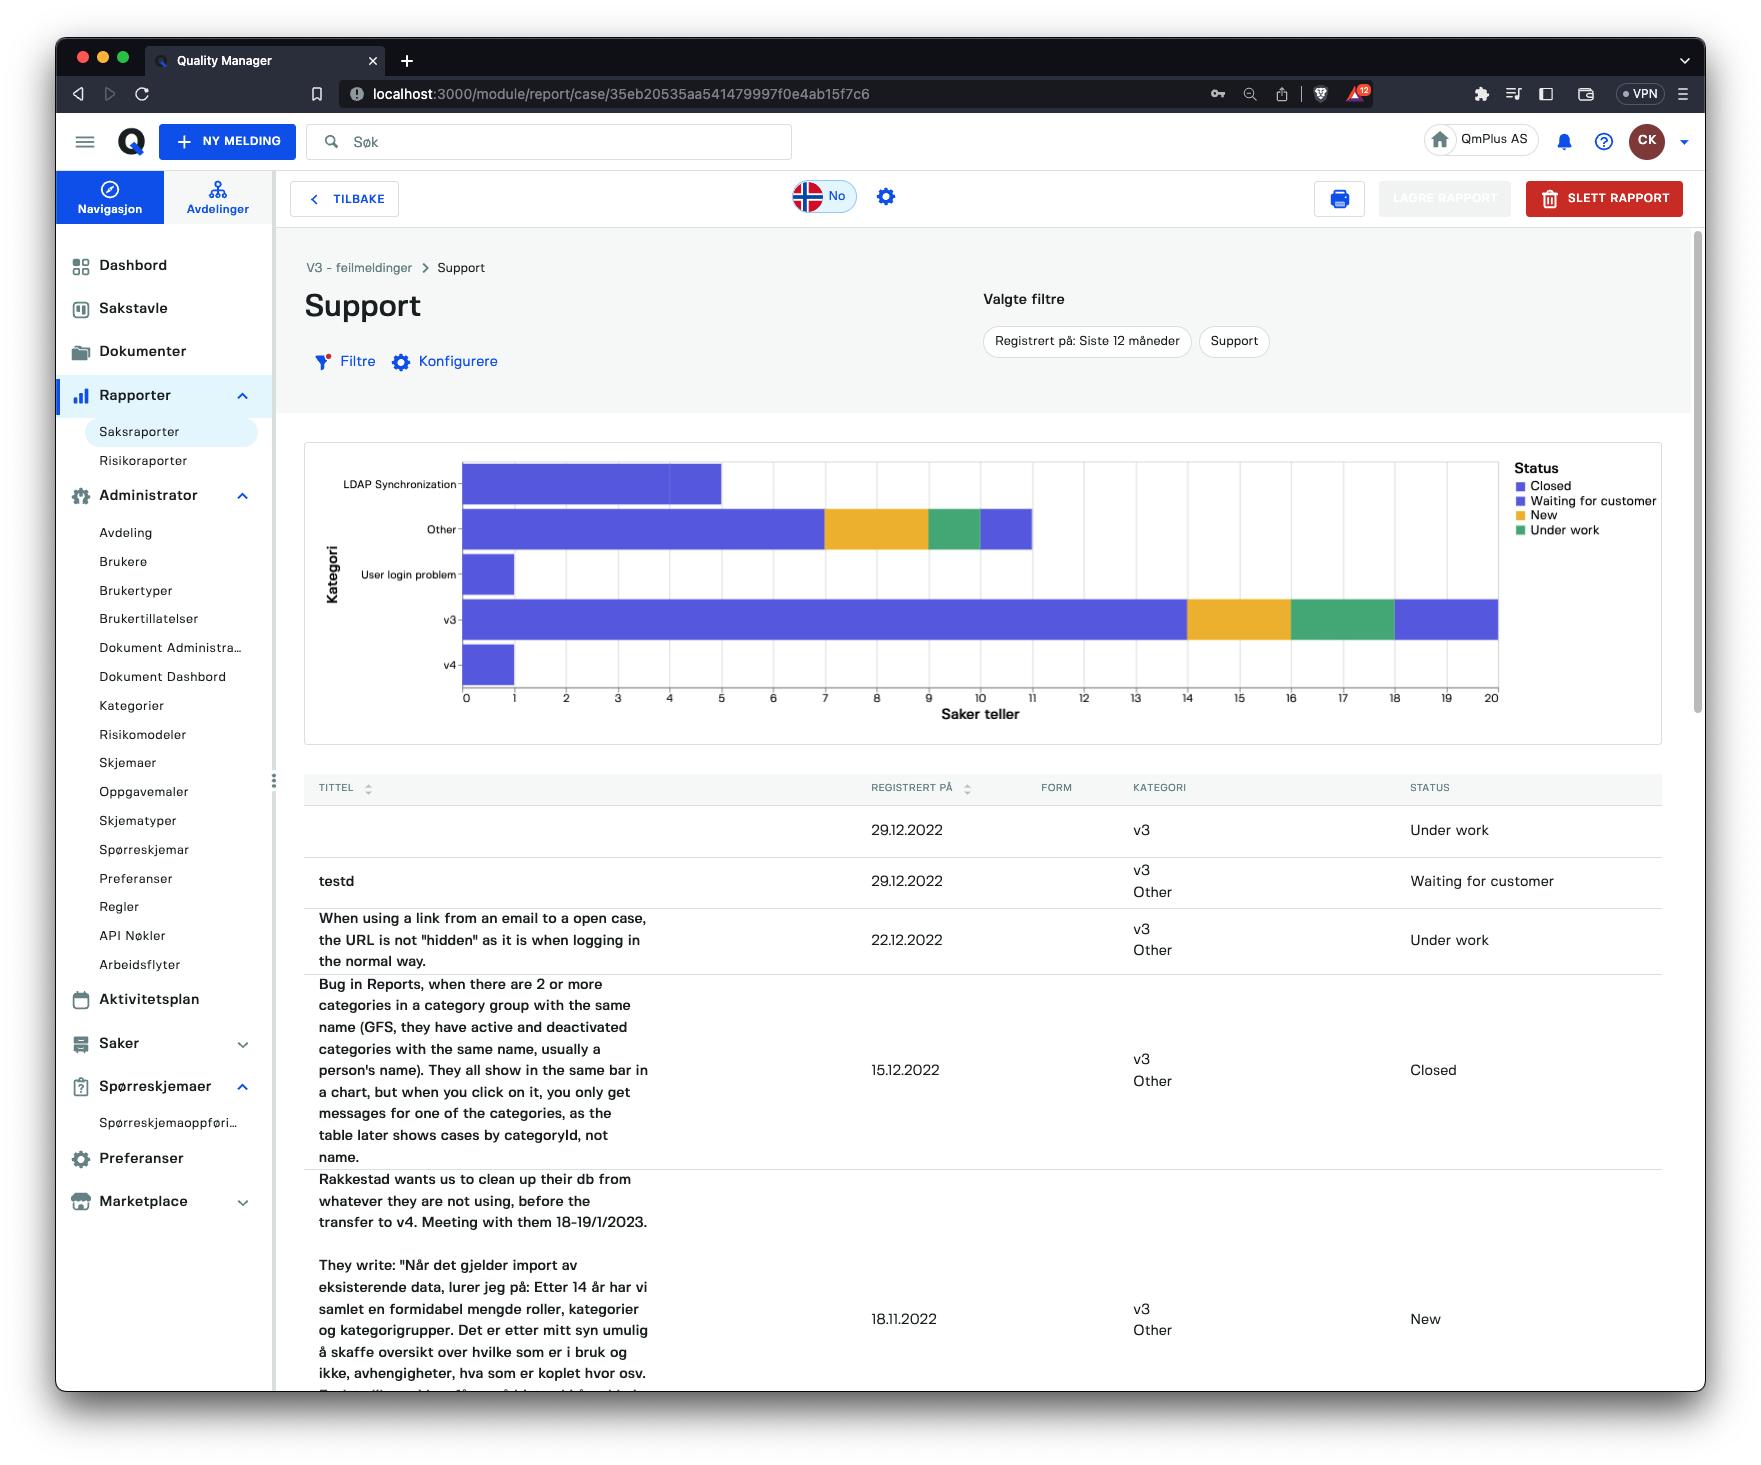 Quality Manager
localhost:3000/module/report/case/35eb20535aa541479997f0e4ab15f7c6
12
VPN
NY MELDING
Søk
QmPlus AS
CK
Navigasjon
Avdelinger
TILBAKE
No
LAGRE RAPPORT
SLETT RAPPORT
Dashbord
Sakstavle
Dokumenter
Rapporter
Saksraporter
Risikoraporter
Administrator
Avdeling
Brukere
Brukertyper
Brukertillatelser
Dokument Administra...
Dokument Dashbord
Kategorier
Risikomodeler
Skjemaer
Oppgavemaler
Skjematyper
Spørreskjemar
Preferanser
Regler
API Nøkler
Arbeidsflyter
Aktivitetsplan
Saker
Spørreskjemaer
Spørreskjemaoppføri...
Preferanser
Marketplace
V3 - feilmeldinger > Support
Support
Filtre
Konfigurere
Valgte filtre
Registrert på: Siste 12 måneder
Support
Kategori
LDAP Synchronization
Other
User login problem
v3
v4
0 1 2 3 4 5 6 7 8 9 10 11 12 13 14 15 16 17 18 19 20
Saker teller
Status
Closed
Waiting for customer
New
Under work
TITTEL REGISTRERT PÅ FORM KATEGORI STATUS
29.12.2022 v3 Under work
testd 29.12.2022 v3 Waiting for customer
Other
When using a link from an email to a open case,
the URL is not "hidden" as it is when logging in
the normal way.
22.12.2022
v3
Other
Under work
Bug in Reports, when there are 2 or more
categories in a category group with the same
name (GFS, they have active and deactivated
categories with the same name, usually a
person's name). They all show in the same bar in
a chart, but when you click on it, you only get
messages for one of the categories, as the
table later shows cases by categoryId, not
name.
15.12.2022
v3
Other
Closed
Rakkestad wants us to clean up their db from
whatever they are not using, before the
transfer to v4. Meeting with them 18-19/1/2023.
They write: "Når det gjelder import av
eksisterende data, lurer jeg på: Etter 14 år har vi
samlet en formidabel mengde roller, kategorier
og kategorigrupper. Det er etter mitt syn umulig
å skaffe oversikt over hvilke som er i bruk og
ikke, avhengigheter, hva som er koplet hvor osv.
18.11.2022
v3
Other
New